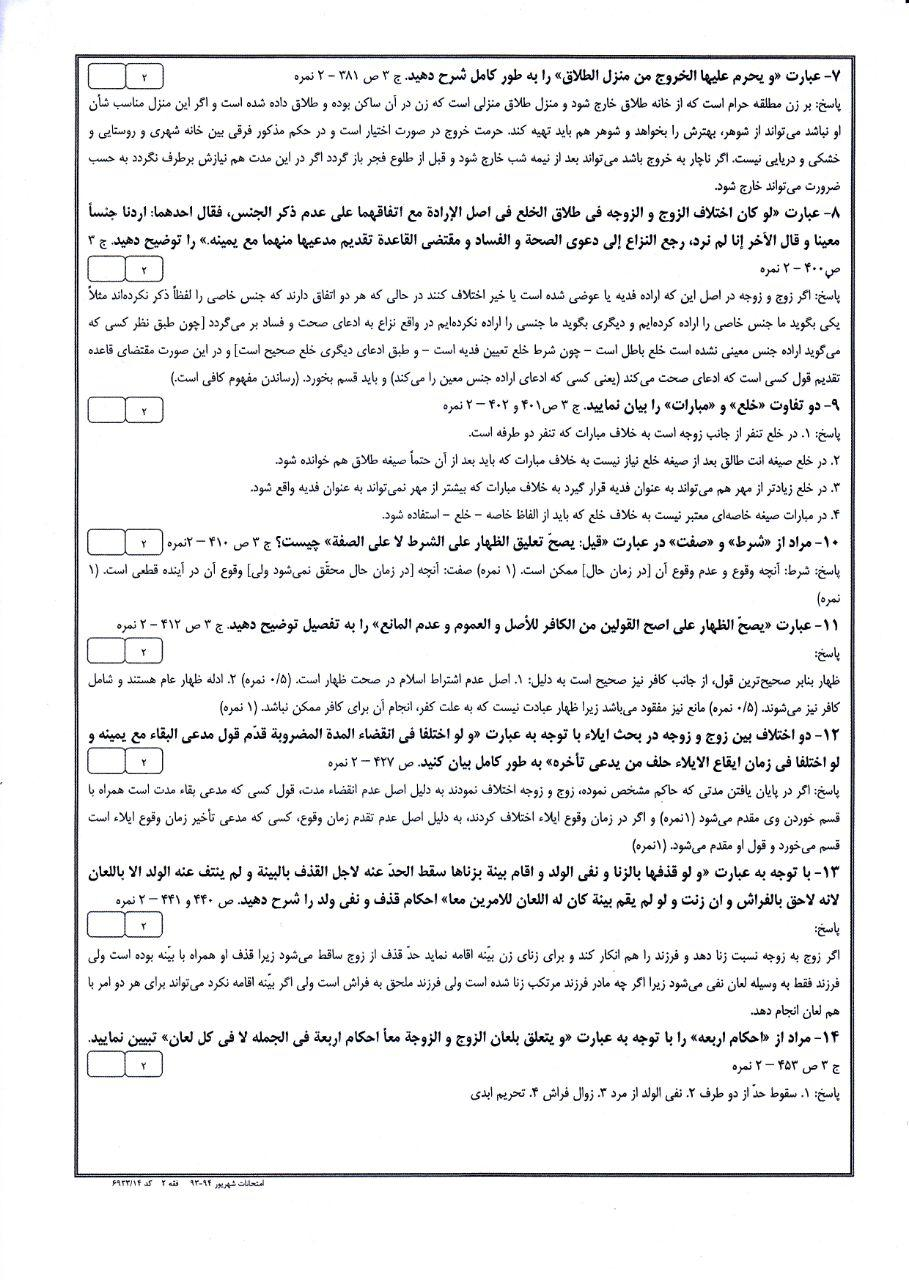 ۷- عبارت «و یحرم علیها الخروج من منزل الطلاق» را به طور کامل شرح دهید. ج ۳ ص ۳۸۱ – ۲ نمره
۲
پاسخ: بر زن مطلقه حرام است که از خانه طلاق خارج شود و منزل طلاق منزلی است که زن در آن ساکن بوده و طلاق داده شده است و اگر این منزل مناسب شأن
او نباشد می‌تواند از شوهر، بهترش را بخواهد و شوهر هم باید تهیه کند. حرمت خروج در صورت اختیار است و در حکم مذکور فرقی بین خانه شهری و روستایی و
خشکی و دریایی نیست. اگر ناچار به خروج باشد می‌تواند بعد از نیمه شب خارج شود و قبل از طلوع فجر باز گردد اگر در این مدت هم نیازش برطرف نگردد به حسب
ضرورت می‌تواند خارج شود.
۸- عبارت «لو کان اختلاف الزوج و الزوجه فی طلاق الخلع فی اصل الإرادة مع اتفاقهما علی عدم ذکر الجنس، فقال احدهما: اردنا جنساً
معینا و قال الأخر إنا لم نرد، رجع النزاع إلی دعوی الصحة و الفساد و مقتضی القاعدة تقدیم مدعیها منهما مع یمینه.» را توضیح دهید. ج ۳
ص۴۰۰ – ۲ نمره
۲
پاسخ: اگر زوج و زوجه در اصل این که اراده فدیه یا عوضی شده است یا خیر اختلاف کنند در حالی که هر دو اتفاق دارند که جنس خاصی را لفظاً ذکر نکرده‌اند مثلاً
یکی بگوید ما جنس خاصی را اراده کرده‌ایم و دیگری بگوید ما جنسی را اراده نکرده‌ایم در واقع نزاع به ادعای صحت و فساد بر می‌گردد [چون طبق نظر کسی که
می‌گوید اراده جنس معینی نشده است خلع باطل است – چون شرط خلع تعیین فدیه است – و طبق ادعای دیگری خلع صحیح است] و در این صورت مقتضای قاعده
تقدیم قول کسی است که ادعای صحت می‌کند (یعنی کسی که ادعای اراده جنس معین را می‌کند) و باید قسم بخورد. (رساندن مفهوم کافی است.)
۹- دو تفاوت «خلع» و «مبارات» را بیان نمایید. ج ۳ ص۴۰۱ و ۴۰۲ – ۲ نمره
۲
پاسخ: ۱. در خلع تنفر از جانب زوجه است به خلاف مبارات که تنفر دو طرفه است.
۲. در خلع صیغه انت طالق بعد از صیغه خلع نیاز نیست به خلاف مبارات که باید بعد از آن حتماً صیغه طلاق هم خوانده شود.
۳. در خلع زیادتر از مهر هم می‌تواند به عنوان فدیه قرار گیرد به خلاف مبارات که بیشتر از مهر نمی‌تواند به عنوان فدیه واقع شود.
۴. در مبارات صیغه خاصه‌ای معتبر نیست به خلاف خلع که باید از الفاظ خاصه – خلع – استفاده شود.
۱۰- مراد از «شرط» و «صفت» در عبارت «قیل: یصحّ تعلیق الظهار علی الشرط لا علی الصفة» چیست؟ ج ۳ ص ۴۱۰ – ۲نمره
۲
پاسخ: شرط: آنچه وقوع و عدم وقوع آن [در زمان حال] ممکن است. (۱ نمره) صفت: آنچه [در زمان حال محقّق نمی‌شود ولی] وقوع آن در آینده قطعی است. (۱
نمره)
۱۱- عبارت «یصحّ الظهار علی اصح القولین من الکافر للأصل و العموم و عدم المانع» را به تفصیل توضیح دهید. ج ۳ ص ۴۱۲ – ۲ نمره
۲
پاسخ:
ظهار بنابر صحیح‌ترین قول، از جانب کافر نیز صحیح است به دلیل: ۱. اصل عدم اشتراط اسلام در صحت ظهار است. (۰/۵ نمره) ۲. ادله ظهار عام هستند و شامل
کافر نیز می‌شوند. (۰/۵ نمره) مانع نیز مفقود می‌باشد زیرا ظهار عبادت نیست که به علت کفر، انجام آن برای کافر ممکن نباشد. (۱ نمره)
۱۲- دو اختلاف بین زوج و زوجه در بحث ایلاء با توجه به عبارت «و لو اختلفا فی انقضاء المدة المضروبة قدّم قول مدعی البقاء مع یمینه و
لو اختلفا فی زمان ایقاع الایلاء حلف من یدعی تأخره» به طور کامل بیان کنید. ص ۴۲۷ – ۲ نمره
۲
پاسخ: اگر در پایان یافتن مدتی که حاکم مشخص نموده، زوج و زوجه اختلاف نمودند به دلیل اصل عدم انقضاء مدت، قول کسی که مدعی بقاء مدت است همراه با
قسم خوردن وی مقدم می‌شود (۱نمره) و اگر در زمان وقوع ایلاء اختلاف کردند، به دلیل اصل عدم تقدم زمان وقوع، کسی که مدعی تأخیر زمان وقوع ایلاء است
قسم می‌خورد و قول او مقدم می‌شود. (۱نمره)
۱۳- با توجه به عبارت «و لو قذفها بالزنا و نفی الولد و اقام بینة بزناها سقط الحدّ عنه لاجل القذف بالبینة و لم ینتف عنه الولد الا باللعان
لانه لاحق بالفراش و ان زنت و لو لم یقم بینة کان له اللعان للامرین معا» احکام قذف و نفی ولد را شرح دهید. ص ۴۴۰ و ۴۴۱ – ۲ نمره
۲
پاسخ:
اگر زوج به زوجه نسبت زنا دهد و فرزند را هم انکار کند و برای زنای زن بیّنه اقامه نماید حدّ قذف از زوج ساقط می‌شود زیرا قذف او همراه با بیّنه بوده است ولی
فرزند فقط به وسیله لعان نفی می‌شود زیرا اگر چه مادر فرزند مرتکب زنا شده است ولی فرزند ملحق به فراش است ولی اگر بیّنه اقامه نکرد می‌تواند برای هر دو امر با
هم لعان انجام دهد.
۱۴- مراد از «احکام اربعه» را با توجه به عبارت «و یتعلق بلعان الزوج و الزوجة معاً احکام اربعة فی الجمله لا فی کل لعان» تبیین نمایید.
ج ۳ ص ۴۵۳ – ۲ نمره
۲
پاسخ: ۱. سقوط حدّ از دو طرف ۲. نفی الولد از مرد ۳. زوال فراش ۴. تحریم ابدی
امتحانات شهریور ۹۴-۹۳ فقه ۲ کد ۶۹۳۳/۱۴